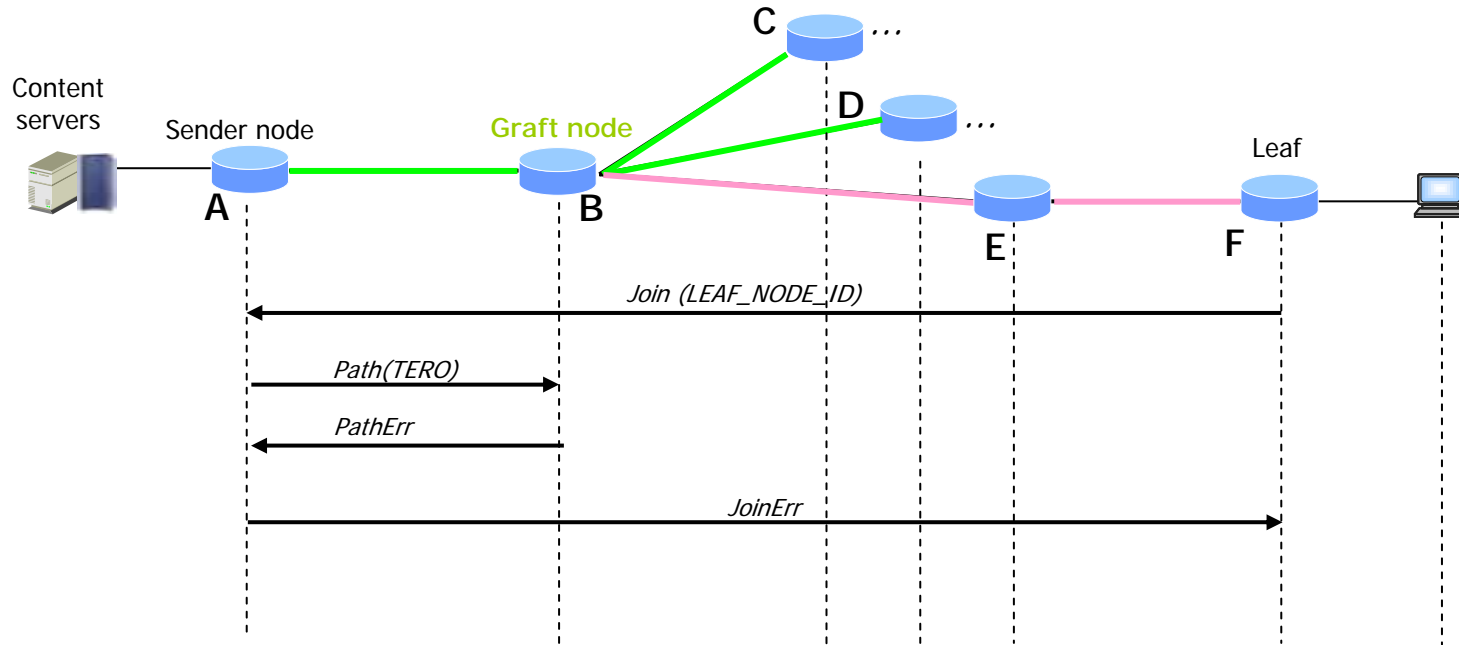 C
...
Content
servers
Sender node
Graft node
D
...
Leaf
A
B
E
F
Join (LEAF_NODE_ID)
Path(TERO)
PathErr
JoinErr